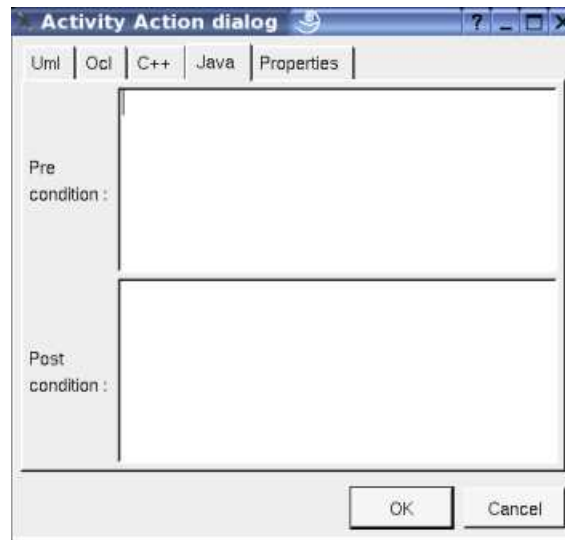 Activity Action dialog ? _
Uml Ocl C++ Java Properties
Pre
condition :
Post
condition :
OK Cancel